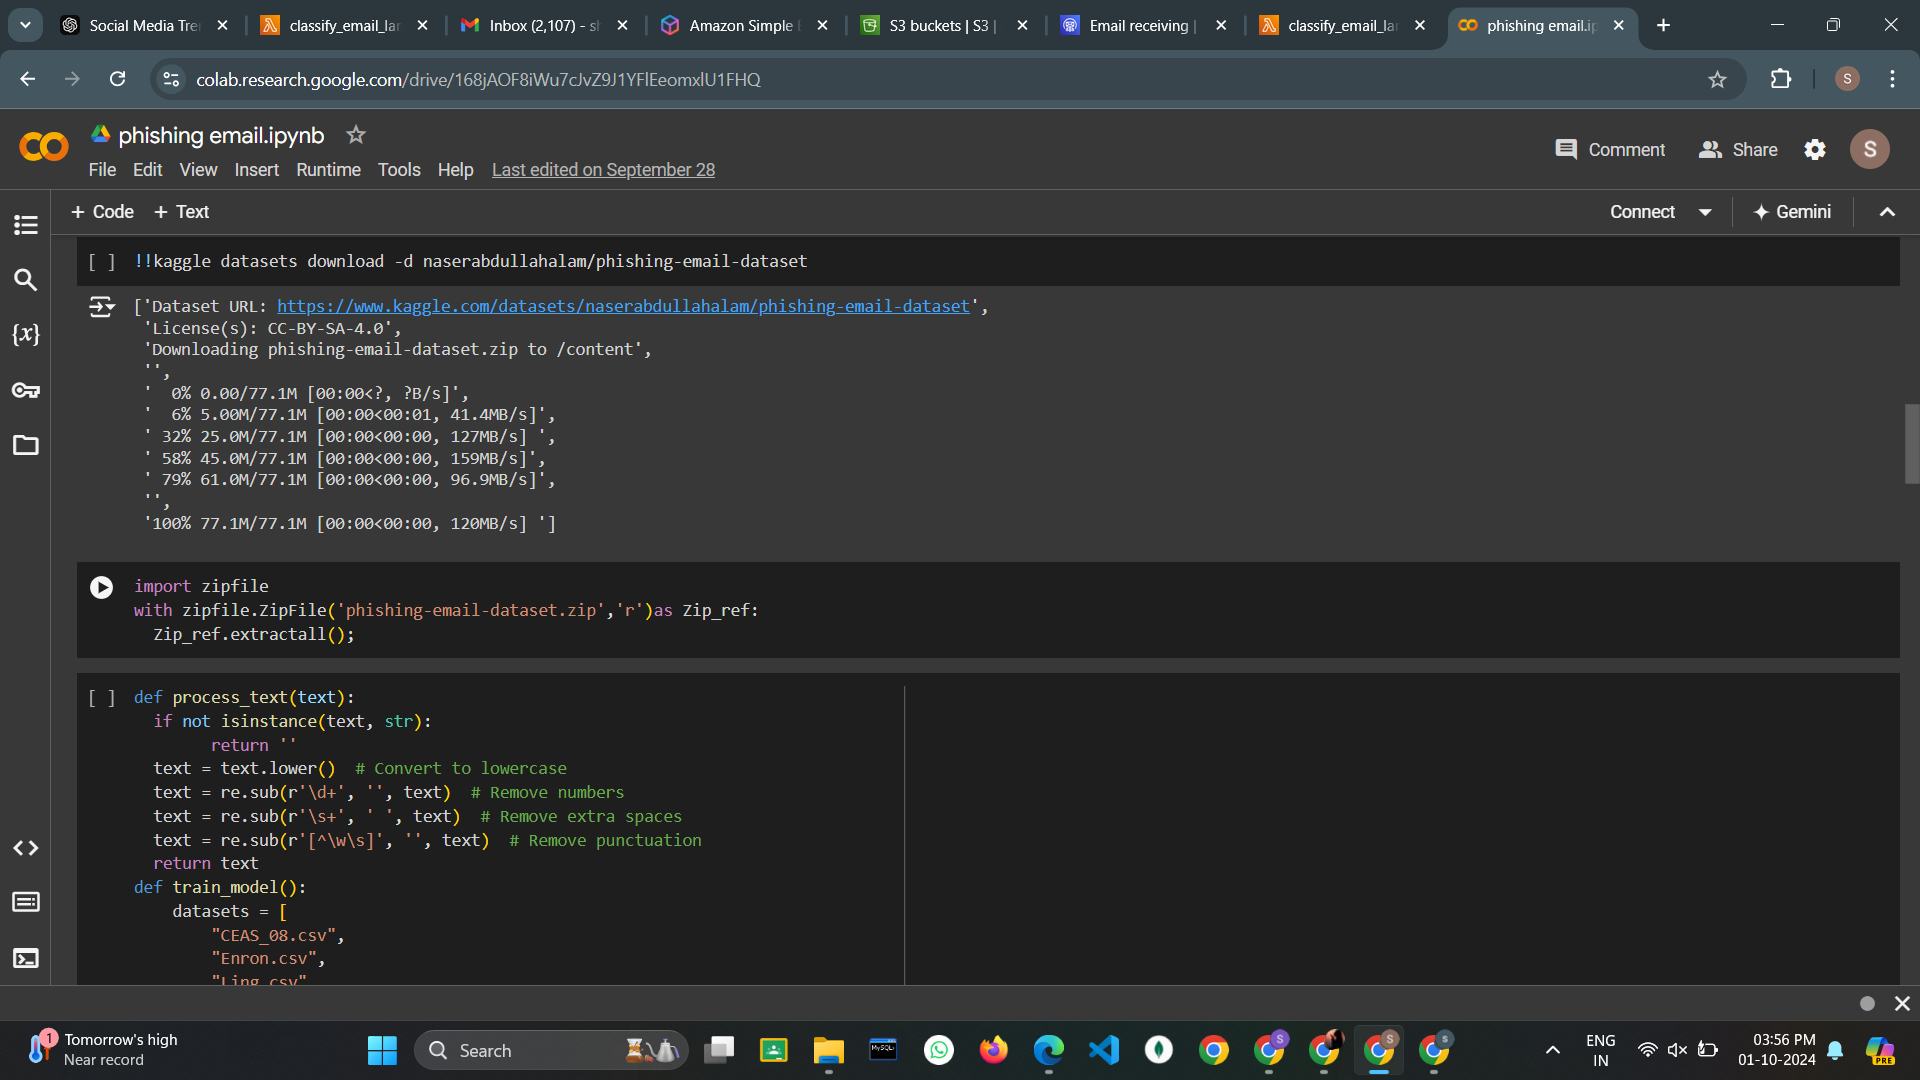 Social Media Tre
classify_email_lar
Inbox (2,107) - sh
Amazon Simple E
S3 buckets | S3 |
Email receiving |
classify_email_lar
phishing email.ip
colab.research.google.com/drive/168jAOF8iWu7cJvZ9J1YFlEeomxlU1FHQ
S
phishing email.ipynb
Comment
Share
S
File Edit View Insert Runtime Tools Help Last edited on September 28
+ Code + Text
Connect
Gemini
[ ] !!kaggle datasets download -d naserabdullahalam/phishing-email-dataset
['Dataset URL: https://www.kaggle.com/datasets/naserabdullahalam/phishing-email-dataset',
'License(s): CC-BY-SA-4.0',
'Downloading phishing-email-dataset.zip to /content',
'',
'  0% 0.00/77.1M [00:00<?, ?B/s]',
'  6% 5.00M/77.1M [00:00<00:01, 41.4MB/s]',
' 32% 25.0M/77.1M [00:00<00:00, 127MB/s] ',
' 58% 45.0M/77.1M [00:00<00:00, 159MB/s]',
' 79% 61.0M/77.1M [00:00<00:00, 96.9MB/s]',
'',
'100% 77.1M/77.1M [00:00<00:00, 120MB/s] ']
import zipfile
with zipfile.ZipFile('phishing-email-dataset.zip','r')as Zip_ref:
  Zip_ref.extractall();
[ ] def process_text(text):
  if not isinstance(text, str):
        return ''
  text = text.lower()  # Convert to lowercase
  text = re.sub(r'\d+', '', text)  # Remove numbers
  text = re.sub(r'\s+', ' ', text)  # Remove extra spaces
  text = re.sub(r'[^\w\s]', '', text)  # Remove punctuation
  return text
def train_model():
    datasets = [
        "CEAS_08.csv",
        "Enron.csv",
        "Ling.csv"
1
Tomorrow's high
Near record
Search
MySQL
S
S
S
ENG
IN
03:56 PM
01-10-2024
PRE